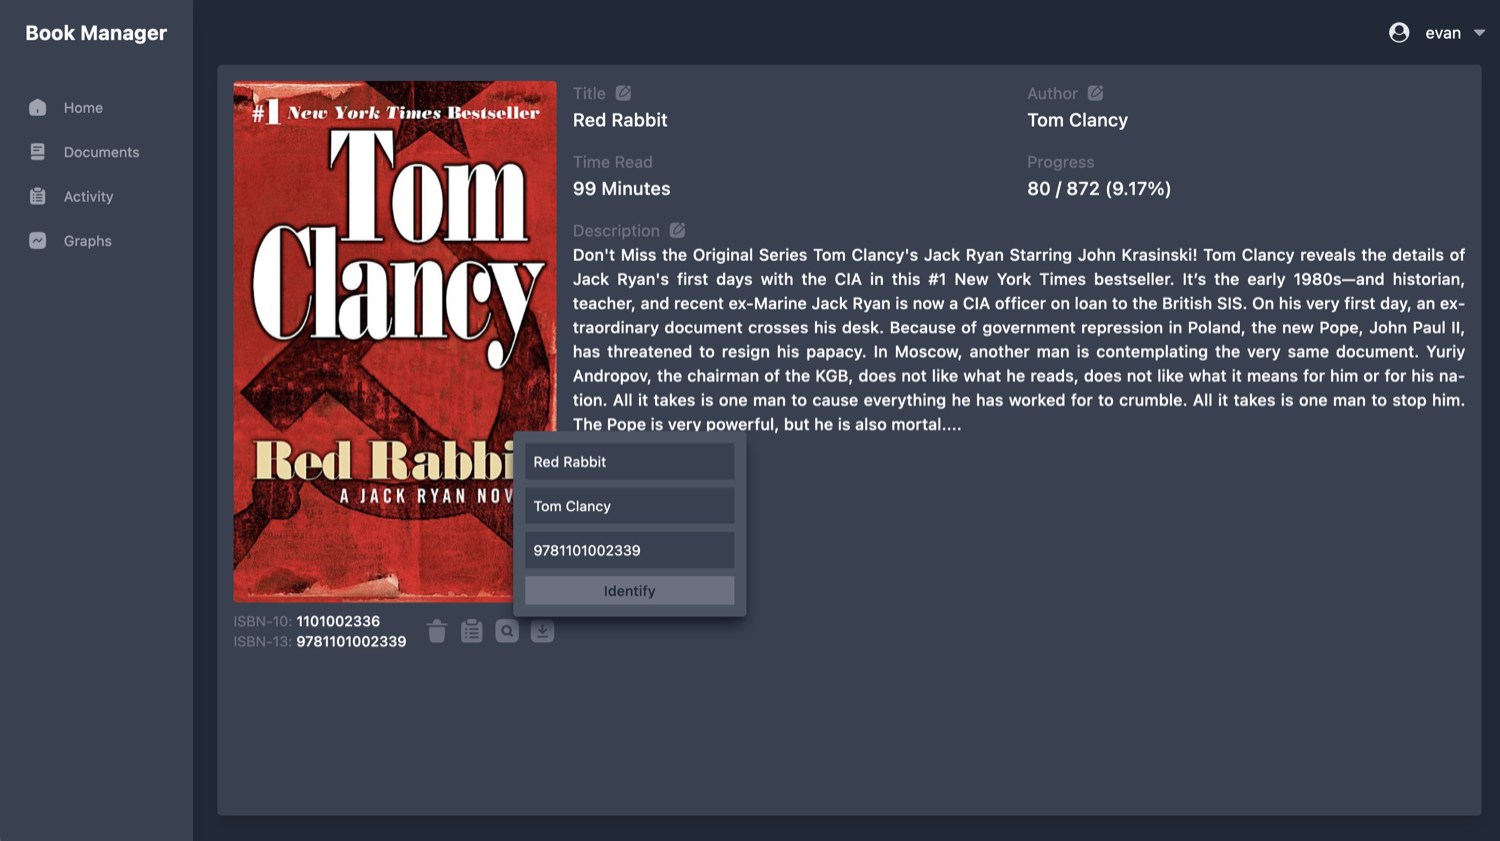 Book Manager
evan
Home
Documents
Activity
Graphs
#1 New York Times Bestseller
Tom
Clancy
Red Rabbi
A JACK RYAN NOV
Title
Red Rabbit
Author
Tom Clancy
Time Read
99 Minutes
Progress
80 / 872 (9.17%)
Description
Don't Miss the Original Series Tom Clancy's Jack Ryan Starring John Krasinski! Tom Clancy reveals the details of
Jack Ryan's first days with the CIA in this #1 New York Times bestseller. It’s the early 1980s—and historian,
teacher, and recent ex-Marine Jack Ryan is now a CIA officer on loan to the British SIS. On his very first day, an ex-
traordinary document crosses his desk. Because of government repression in Poland, the new Pope, John Paul II,
has threatened to resign his papacy. In Moscow, another man is contemplating the very same document. Yuriy
Andropov, the chairman of the KGB, does not like what he reads, does not like what it means for him or for his na-
tion. All it takes is one man to cause everything he has worked for to crumble. All it takes is one man to stop him.
The Pope is very powerful, but he is also mortal....
Red Rabbit
Tom Clancy
9781101002339
Identify
ISBN-10: 1101002336
ISBN-13: 9781101002339